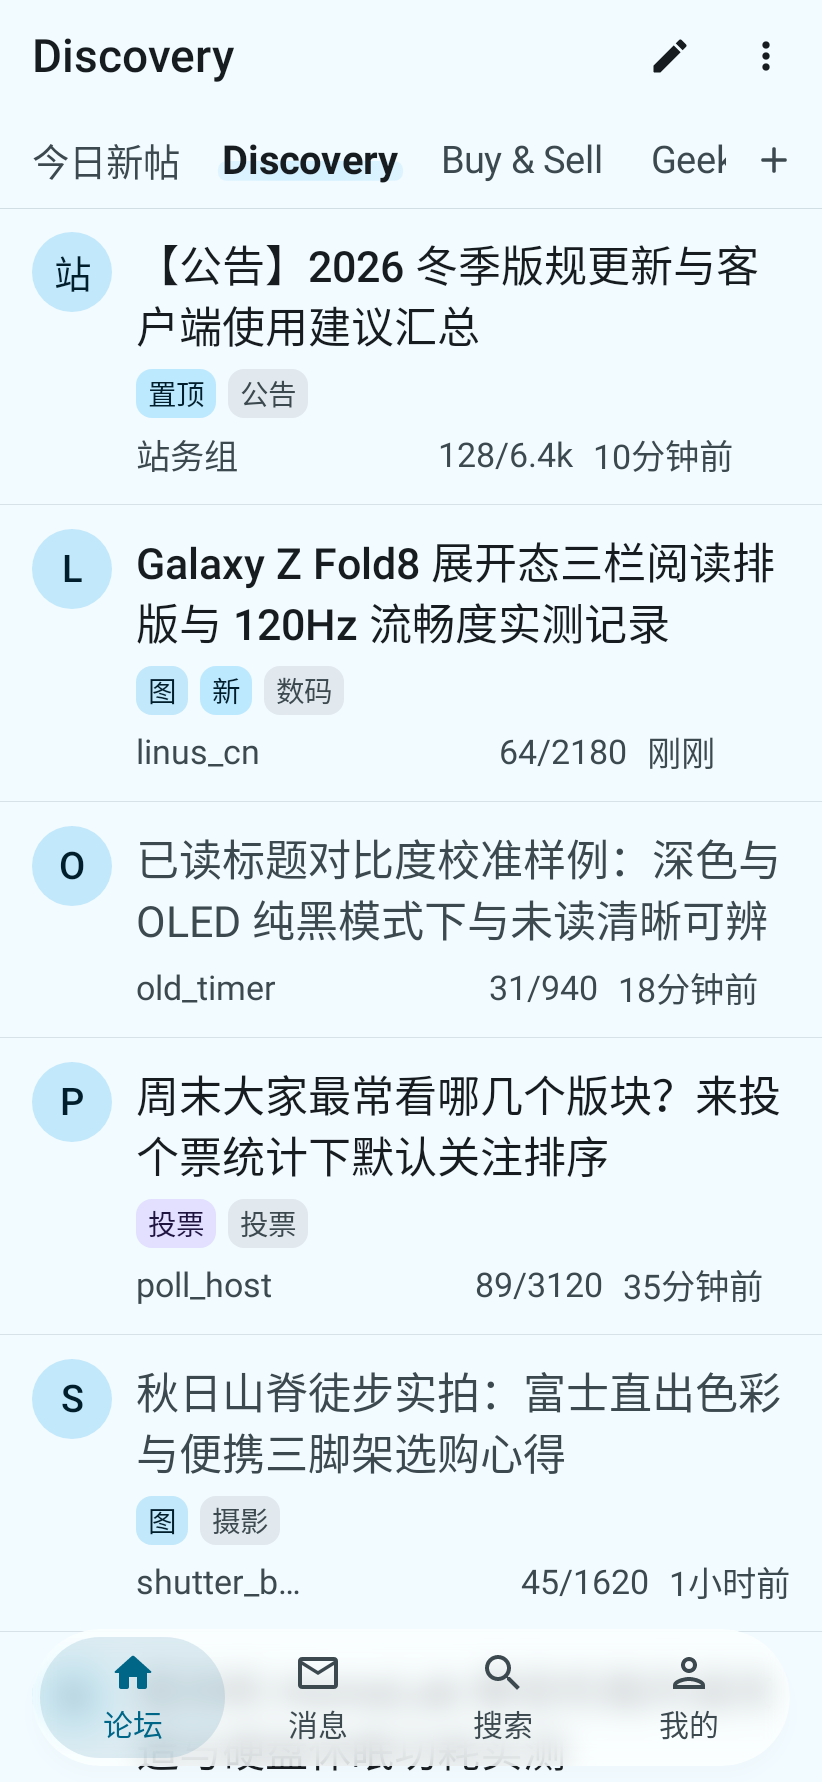 Discovery
今日新帖 Discovery Buy & Sell Geek +
站
【公告】2026 冬季版规更新与客
户端使用建议汇总
置顶 公告
站务组 128/6.4k 10分钟前
L
Galaxy Z Fold8 展开态三栏阅读排
版与 120Hz 流畅度实测记录
图 新 数码
linus_cn 64/2180 刚刚
O
已读标题对比度校准样例：深色与
OLED 纯黑模式下与未读清晰可辨
old_timer 31/940 18分钟前
P
周末大家最常看哪几个版块？来投
个票统计下默认关注排序
投票 投票
poll_host 89/3120 35分钟前
S
秋日山脊徒步实拍：富士直出色彩
与便携三脚架选购心得
图 摄影
shutter_b... 45/1620 1小时前
论坛 消息 搜索 我的